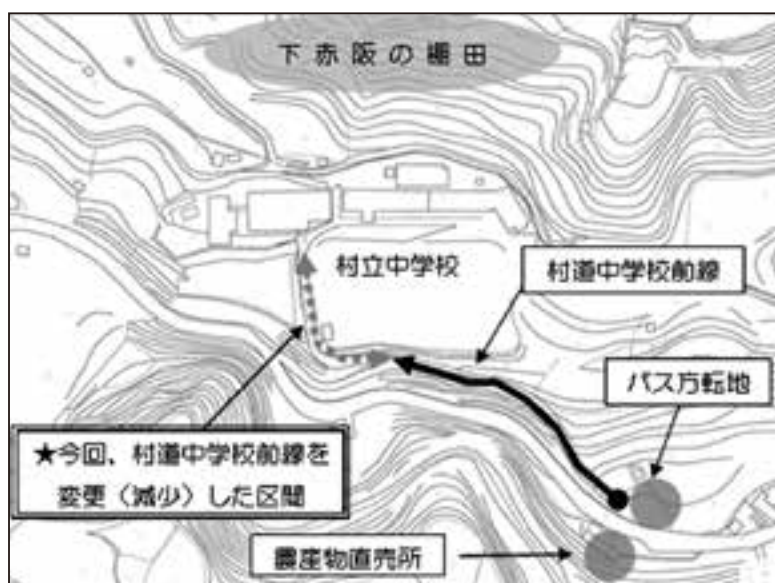 下赤阪の棚田
村立中学校
村道中学校前線
バス方転地
★今回、村道中学校前線を
変更(減少)した区間
農産物直売所